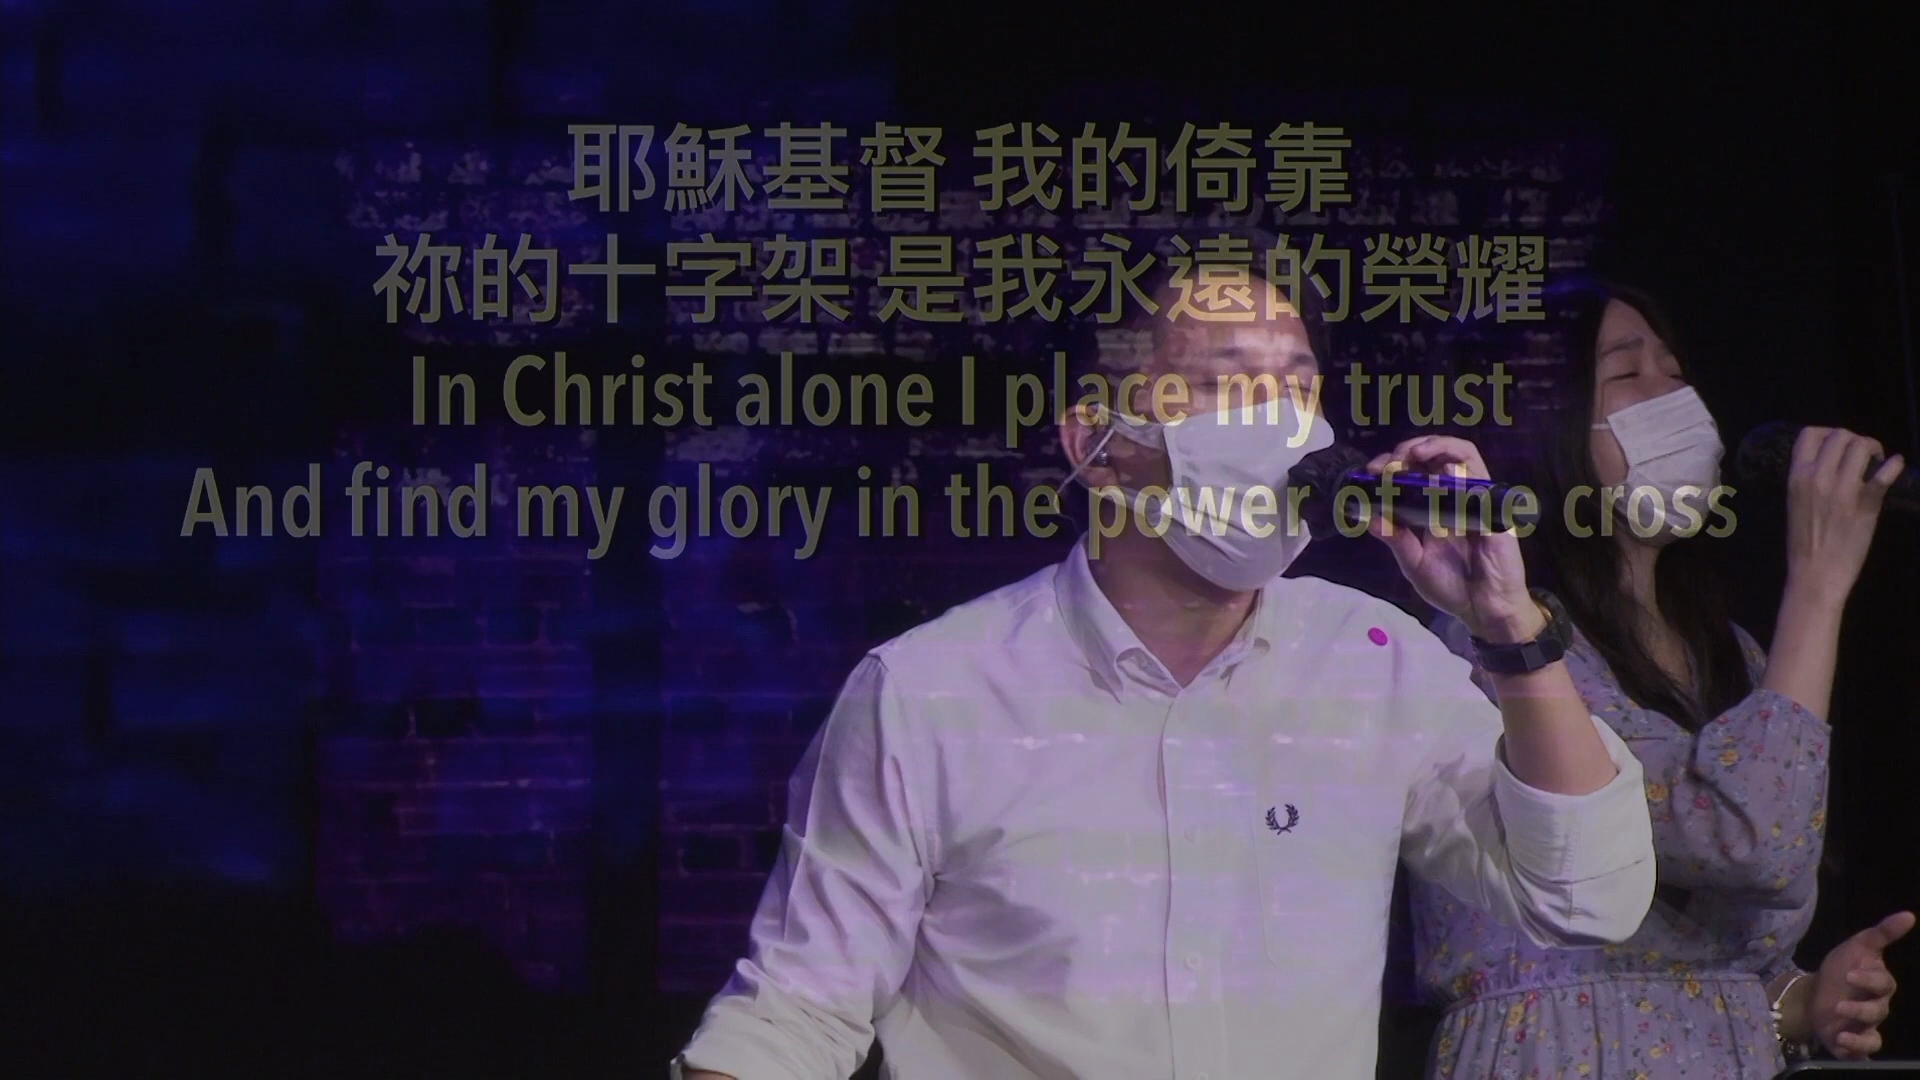 耶穌基督 我的倚靠
祢的十字架 是我永遠的榮耀
In Christ alone I place my trust
And find my glory in the power of the cross